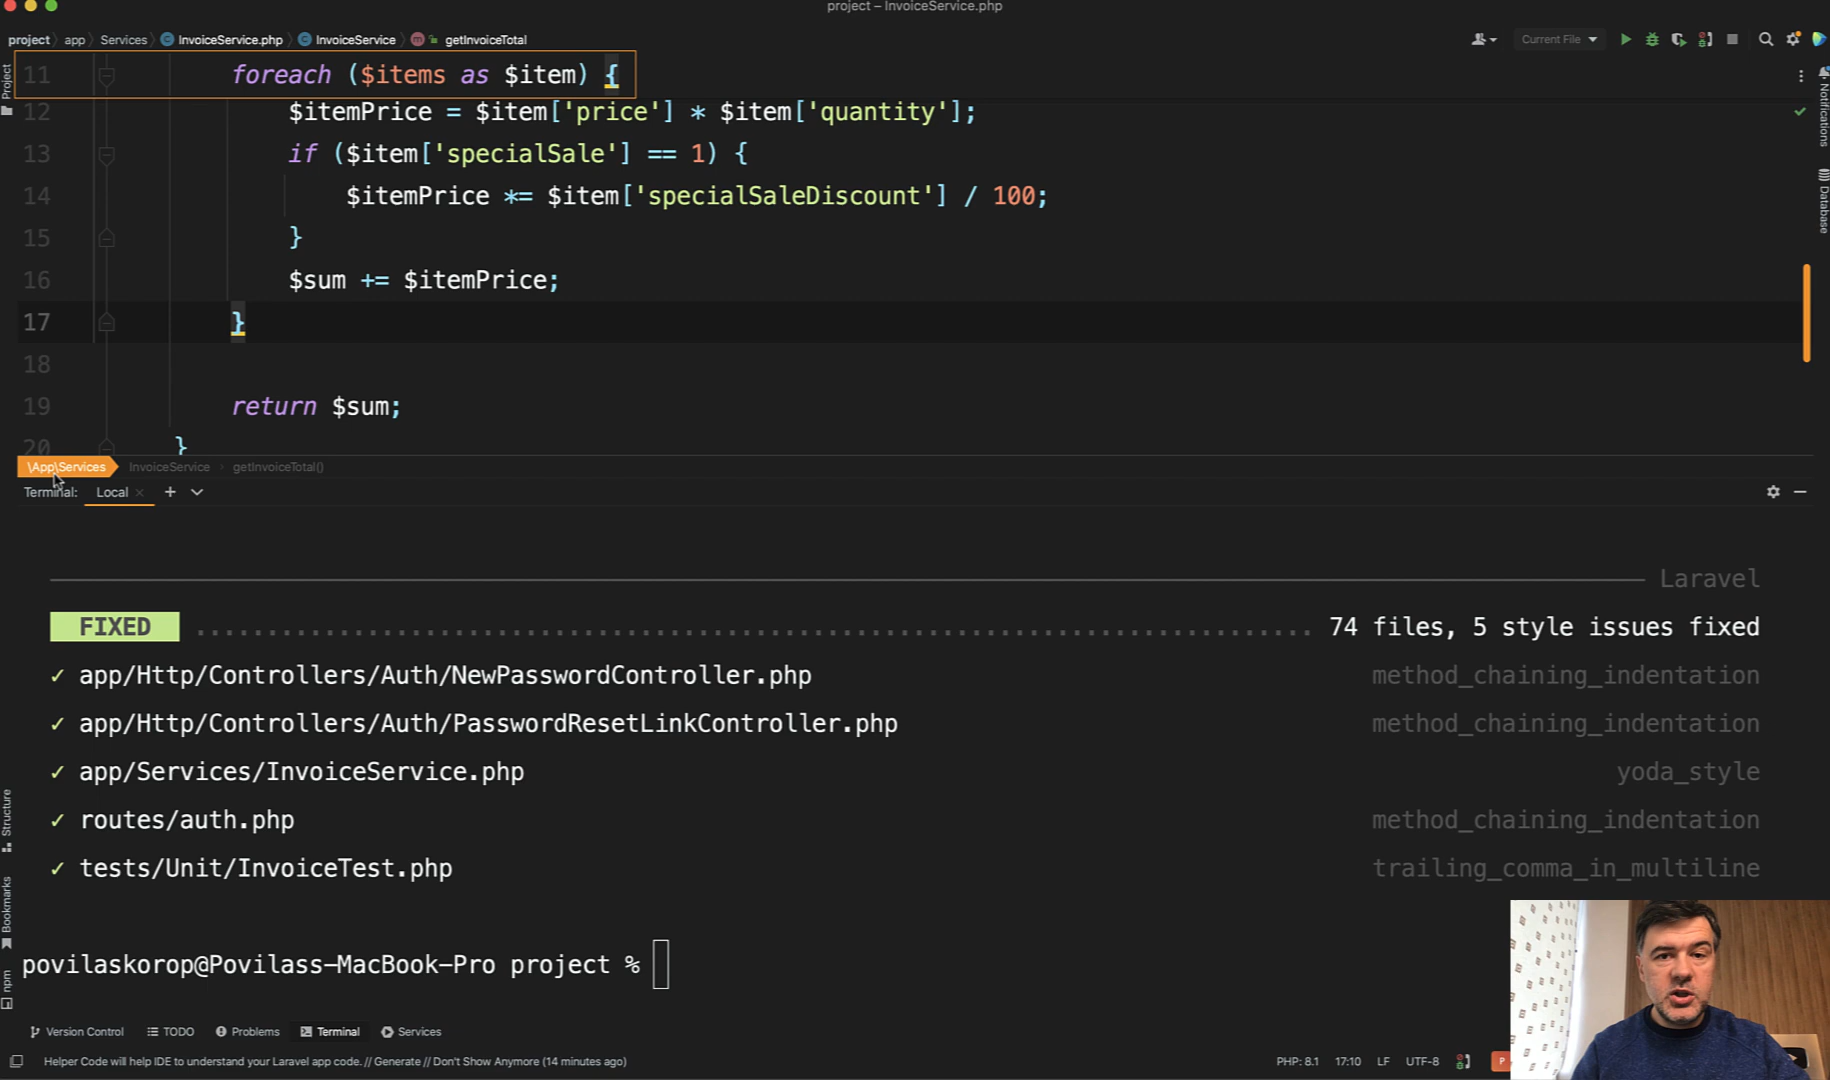 project – InvoiceService.php
project › app › Services › InvoiceService.php › InvoiceService › m getInvoiceTotal
Current File
11 foreach ($items as $item) {
12 $itemPrice = $item['price'] * $item['quantity'];
13 if ($item['specialSale'] == 1) {
14 $itemPrice *= $item['specialSaleDiscount'] / 100;
15 }
16 $sum += $itemPrice;
17 }
18
19 return $sum;
20 }
\App\Services › InvoiceService › getInvoiceTotal()
Terminal: Local × +
Laravel
FIXED ........................................................................ 74 files, 5 style issues fixed
✓ app/Http/Controllers/Auth/NewPasswordController.php method_chaining_indentation
✓ app/Http/Controllers/Auth/PasswordResetLinkController.php method_chaining_indentation
✓ app/Services/InvoiceService.php yoda_style
✓ routes/auth.php method_chaining_indentation
✓ tests/Unit/InvoiceTest.php trailing_comma_in_multiline
povilaskorop@Povilass-MacBook-Pro project %
Version Control TODO Problems Terminal Services
Helper Code will help IDE to understand your Laravel app code. // Generate // Don't Show Anymore (14 minutes ago)
PHP: 8.1 17:10 LF UTF-8 P
Project
Structure
Bookmarks
npm
Notifications
Database